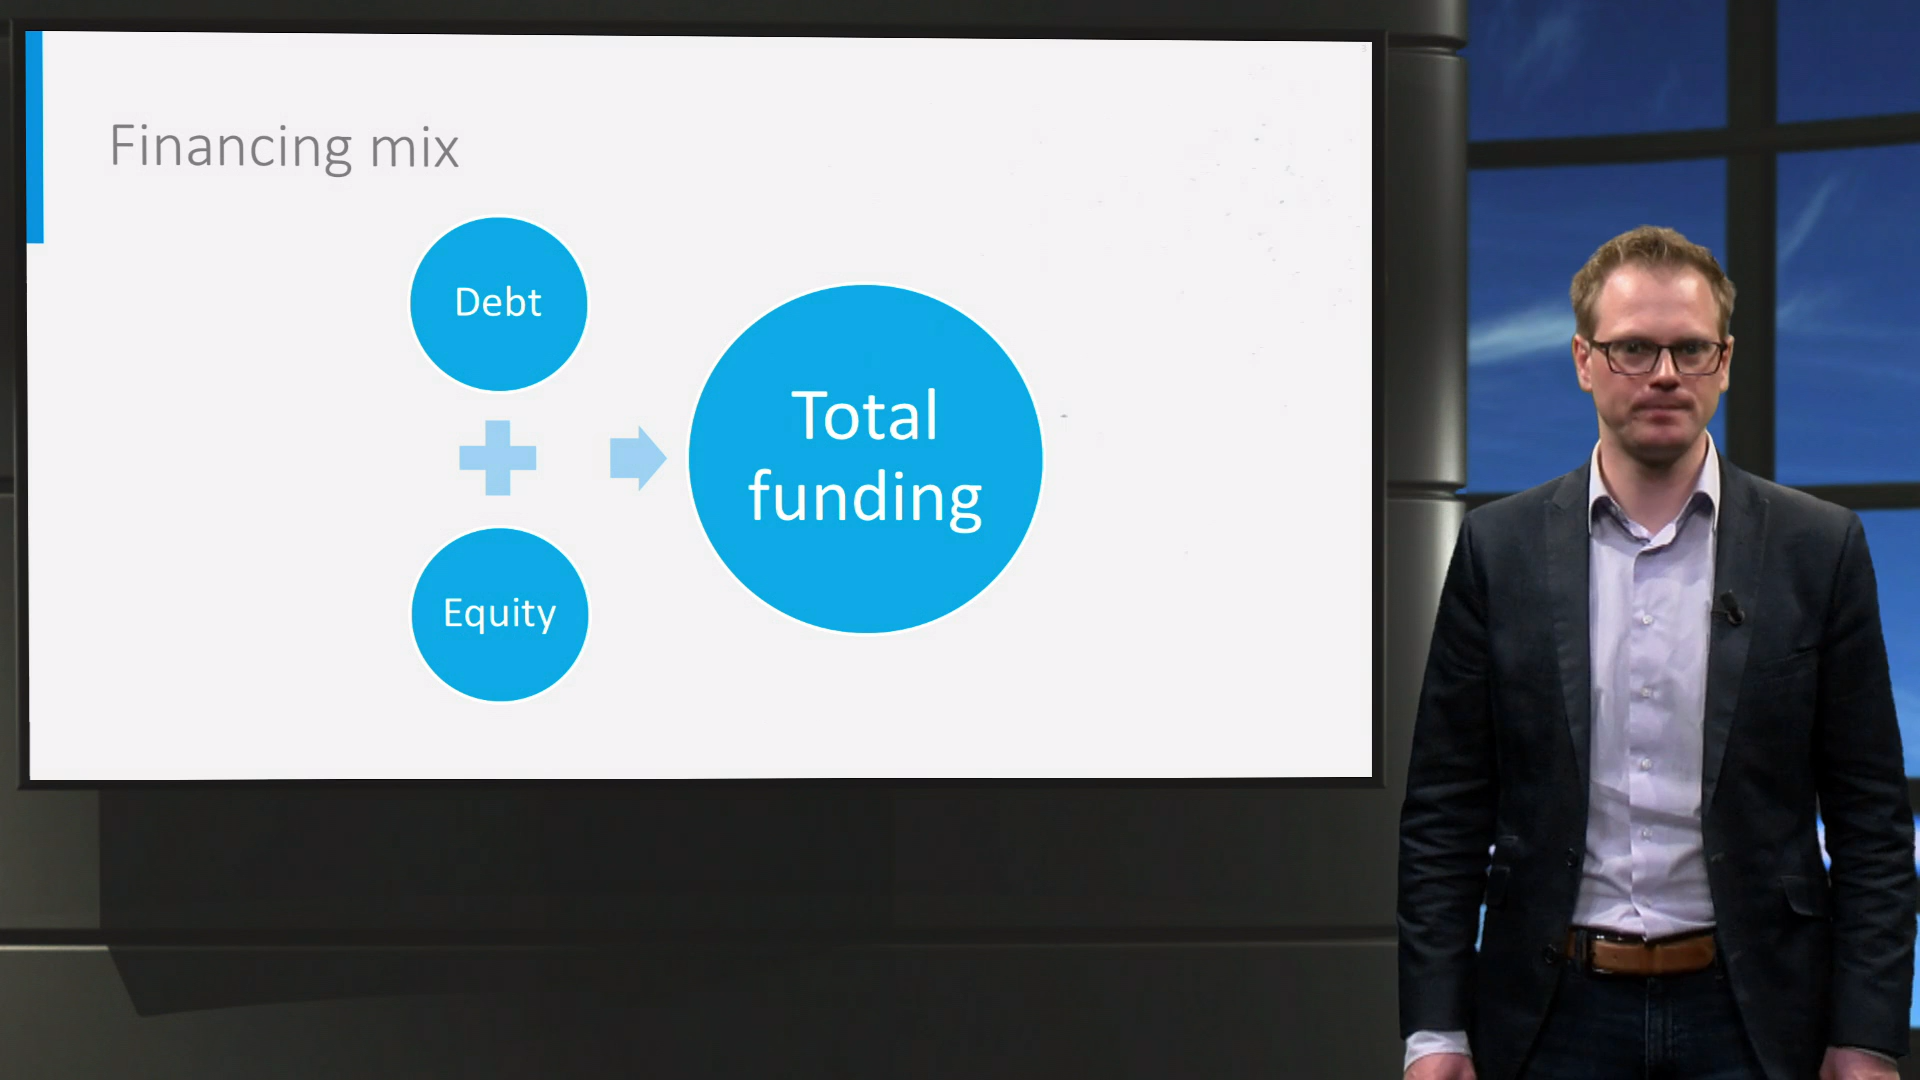 Financing mix
Debt
Equity
Total
funding